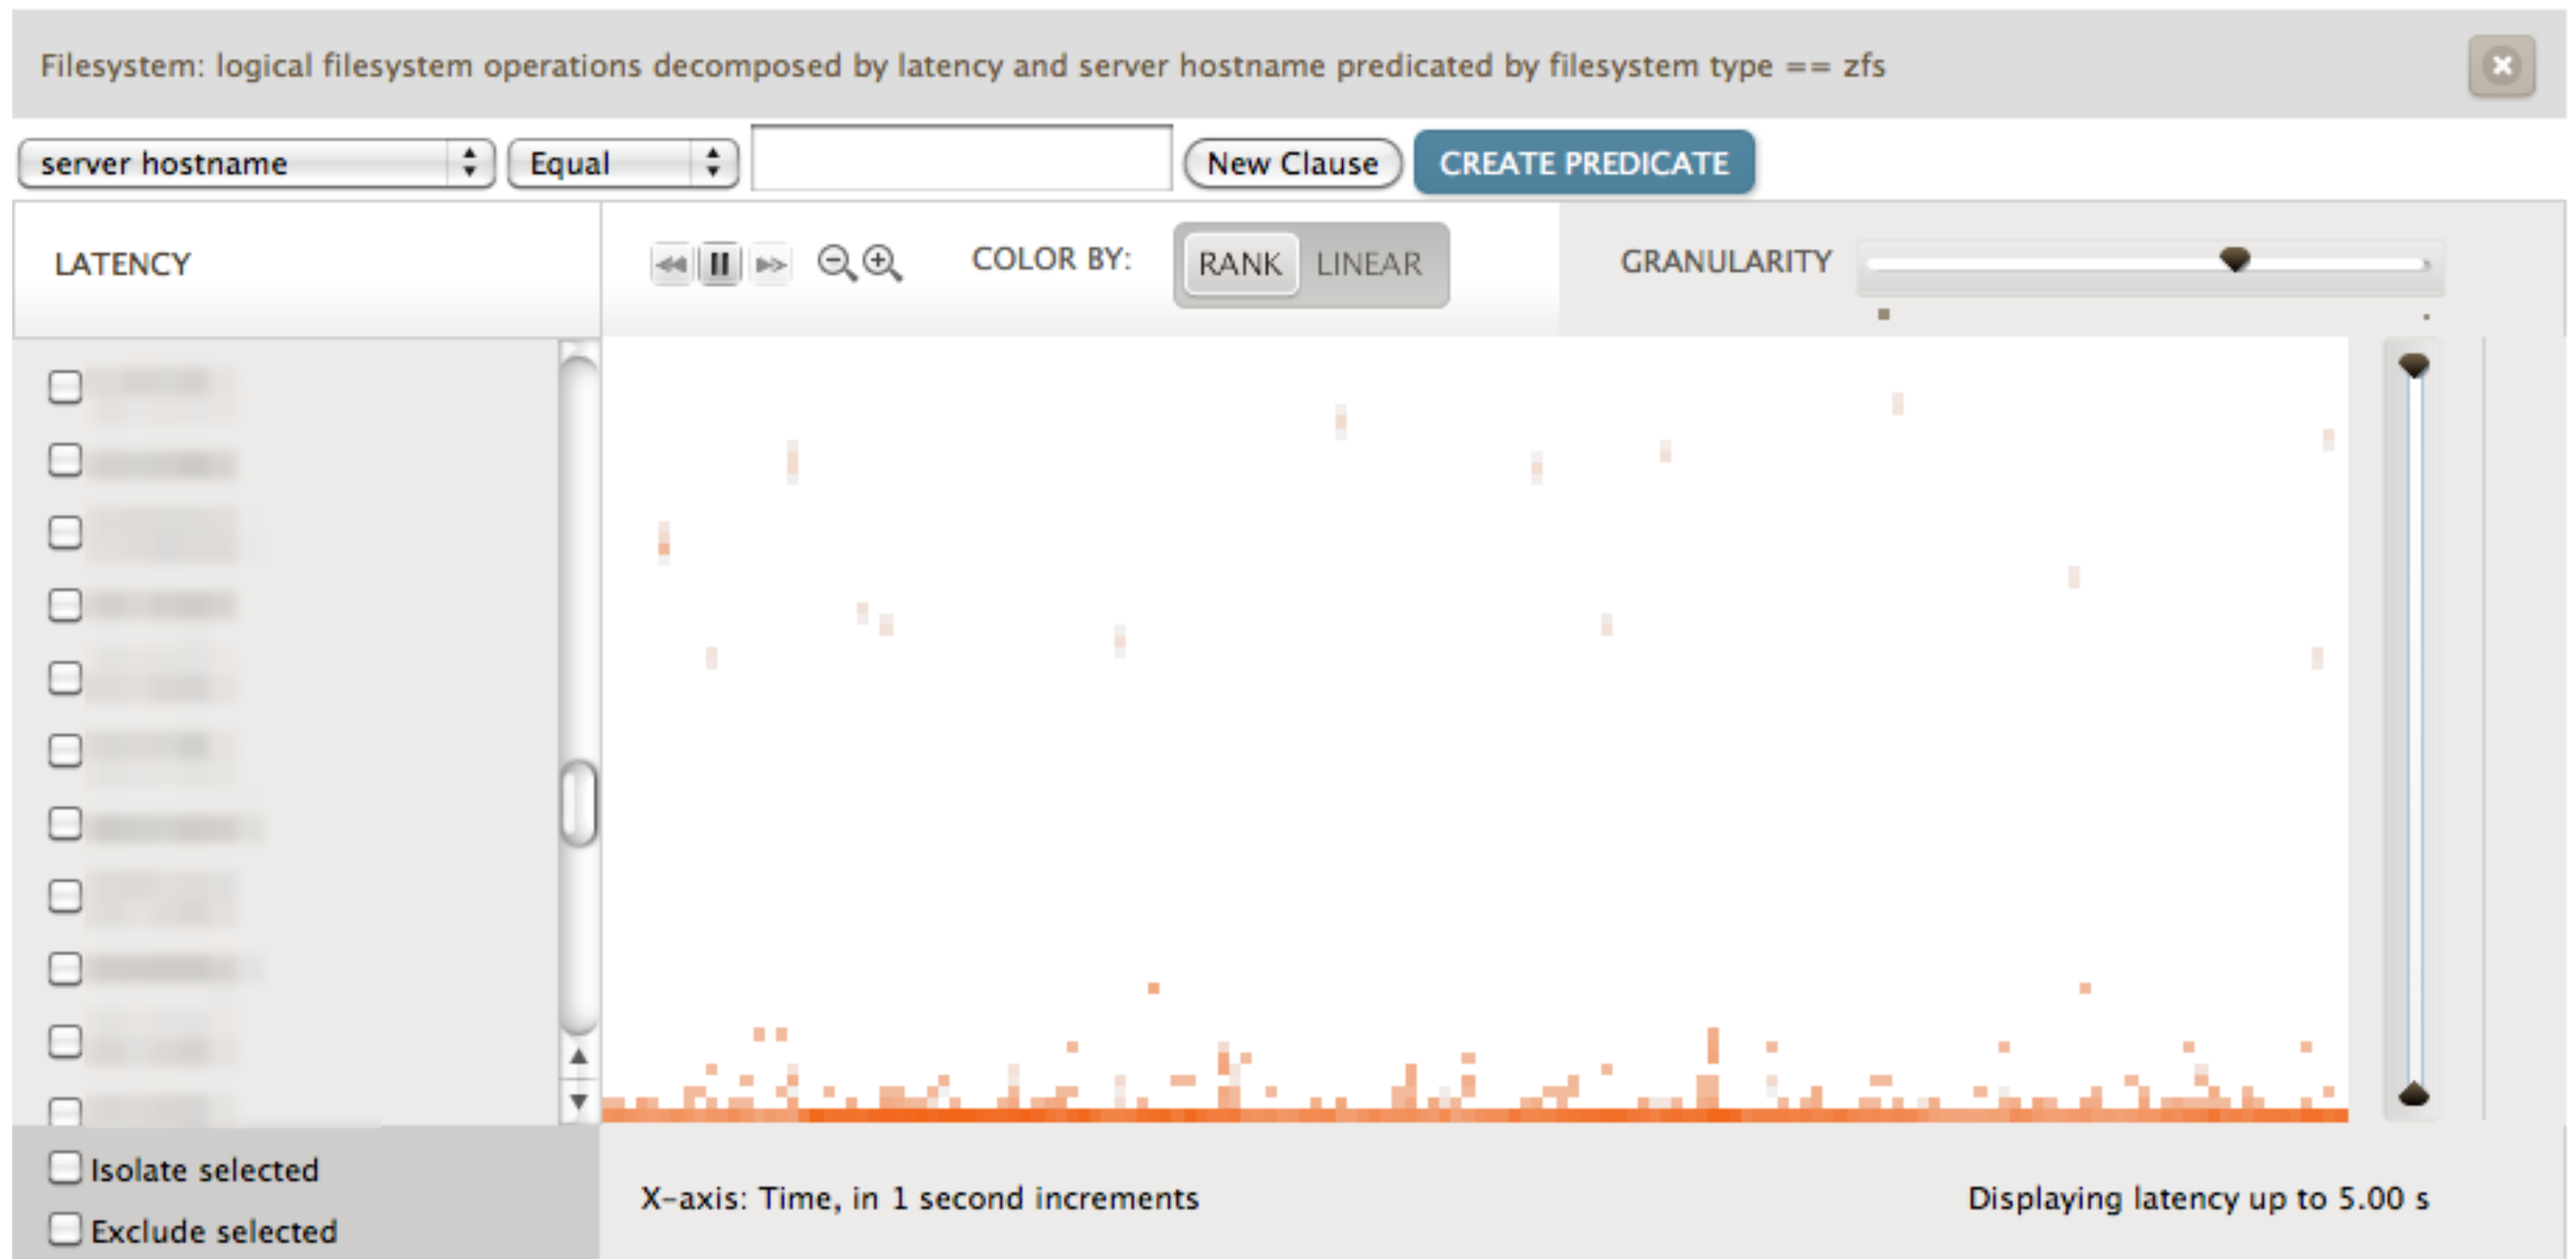 Filesystem: logical filesystem operations decomposed by latency and server hostname predicated by filesystem type == zfs
server hostname Equal New Clause CREATE PREDICATE
LATENCY COLOR BY: RANK LINEAR GRANULARITY
Isolate selected
Exclude selected
X-axis: Time, in 1 second increments Displaying latency up to 5.00 s